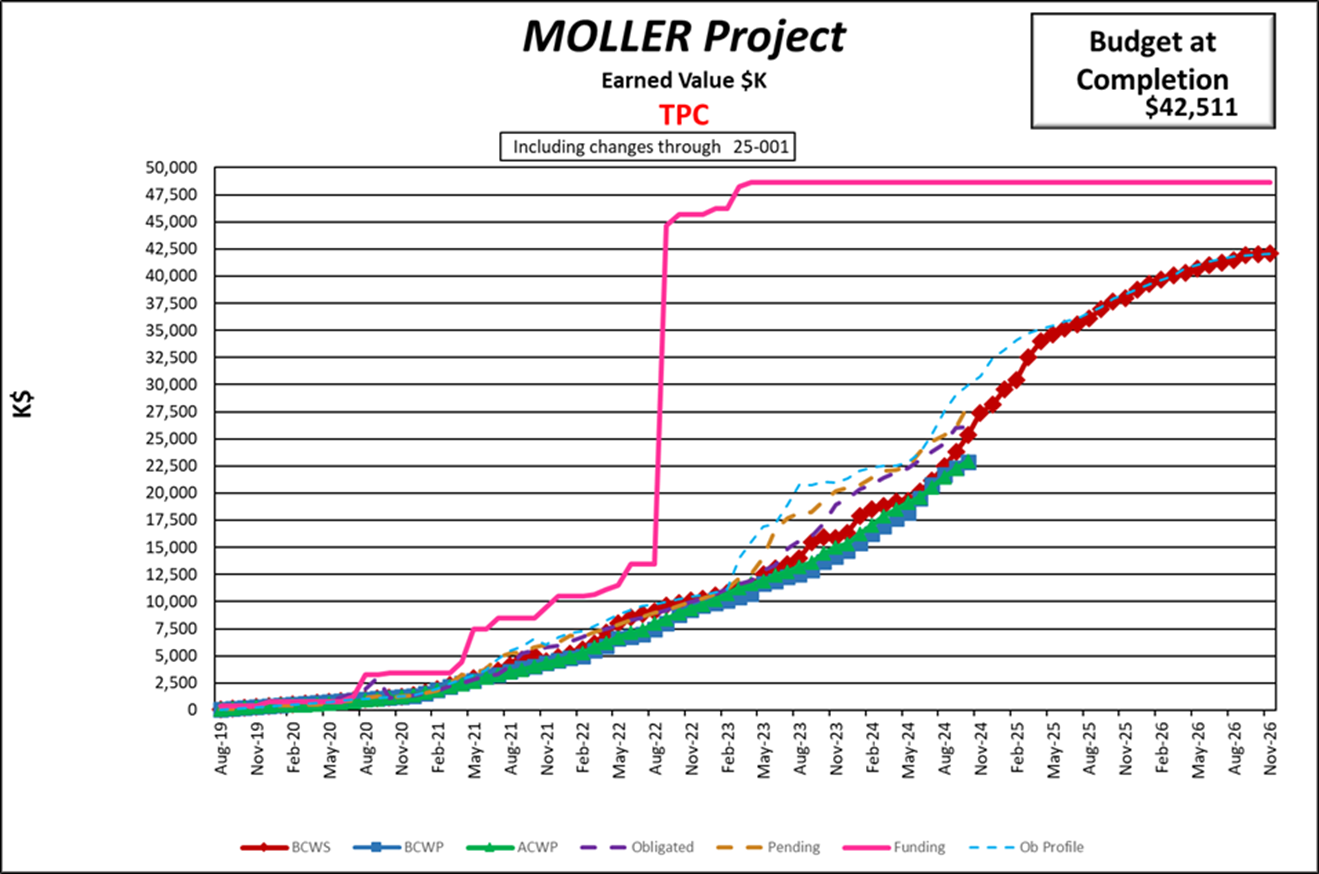 MOLLER Project
Earned Value $K
TPC
Including changes through 25-001
Budget at
Completion
$42,511
K$
50,000
47,500
45,000
42,500
40,000
37,500
35,000
32,500
30,000
27,500
25,000
22,500
20,000
17,500
15,000
12,500
10,000
7,500
5,000
2,500
0
Aug-19
Nov-19
Feb-20
May-20
Aug-20
Nov-20
Feb-21
May-21
Aug-21
Nov-21
Feb-22
May-22
Aug-22
Nov-22
Feb-23
May-23
Aug-23
Nov-23
Feb-24
May-24
Aug-24
Nov-24
Feb-25
May-25
Aug-25
Nov-25
Feb-26
May-26
Aug-26
Nov-26
BCWS BCWP ACWP Obligated Pending Funding Ob Profile